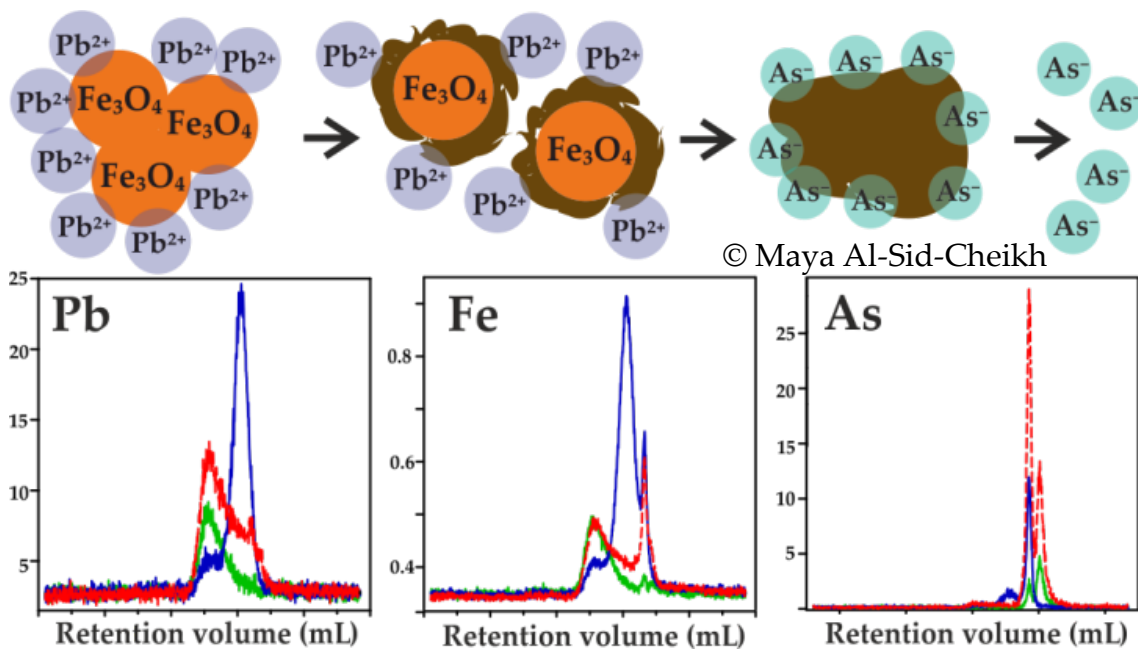 Pb²⁺
Pb²⁺
Pb²⁺
Pb²⁺
Fe₃O₄
Fe₃O₄
Pb²⁺
Fe₃O₄
Pb²⁺
Pb²⁺
Pb²⁺
Pb²⁺
Pb²⁺
Pb²⁺
Fe₃O₄
Fe₃O₄
Pb²⁺
Pb²⁺
Pb²⁺
As⁻
As⁻
As⁻
As⁻
As⁻
As⁻
As⁻
As⁻
As⁻
As⁻
As⁻
As⁻
© Maya Al-Sid-Cheikh
Pb
25
20
15
10
5
Retention volume (mL)
Fe
0.8
0.6
0.4
Retention volume (mL)
As
25
20
15
10
5
Retention volume (mL)